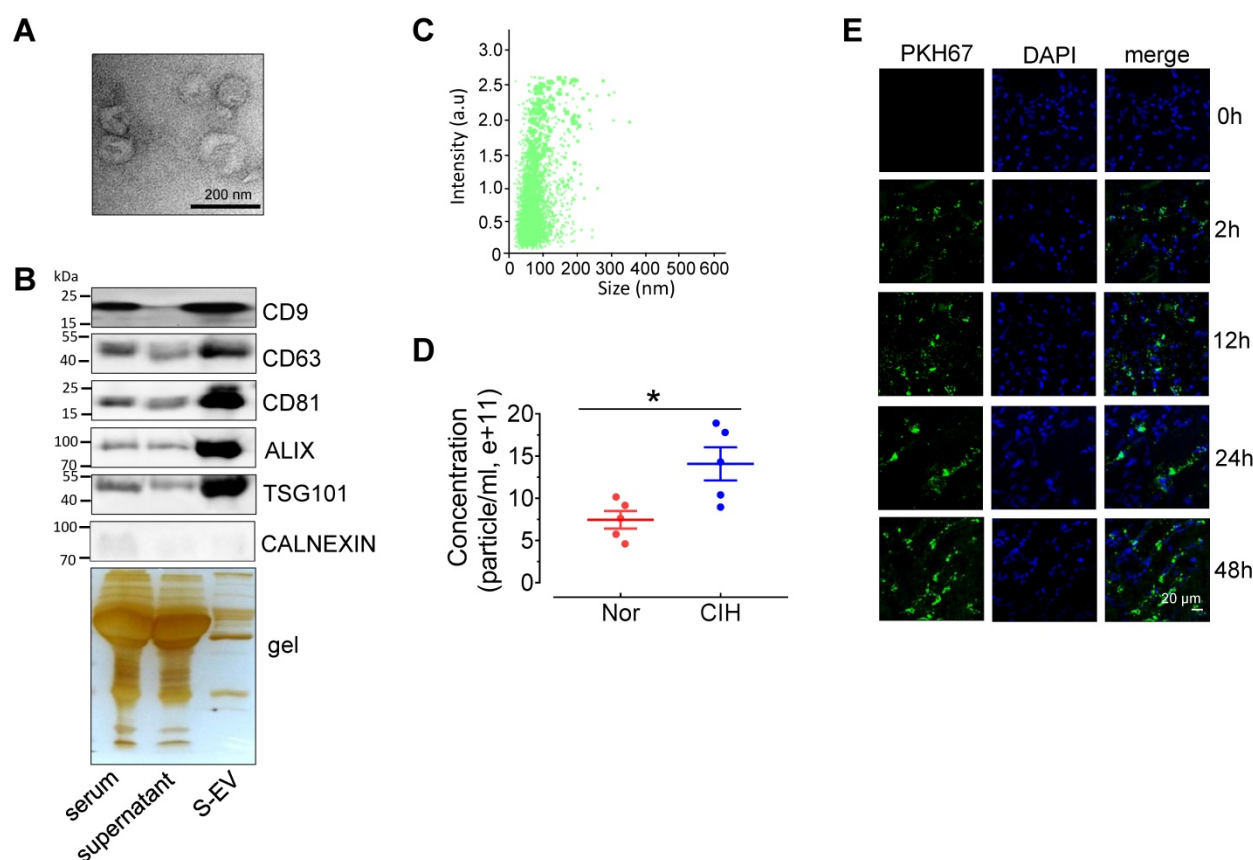 A
200 nm
B
kDa
25
15
CD9
55
40
CD63
25
15
CD81
100
70
ALIX
55
40
TSG101
100
70
CALNEXIN
gel
serum
supernatant
S-EV
C
Intensity (a.u)
3.0
2.5
2.0
1.5
1.0
0.5
0
0 100 200 300 400 500 600
Size (nm)
D
*
Concentration
(particle/ml, e+11)
20
15
10
5
0
Nor CIH
E
PKH67 DAPI merge
0h
2h
12h
24h
48h
20 µm